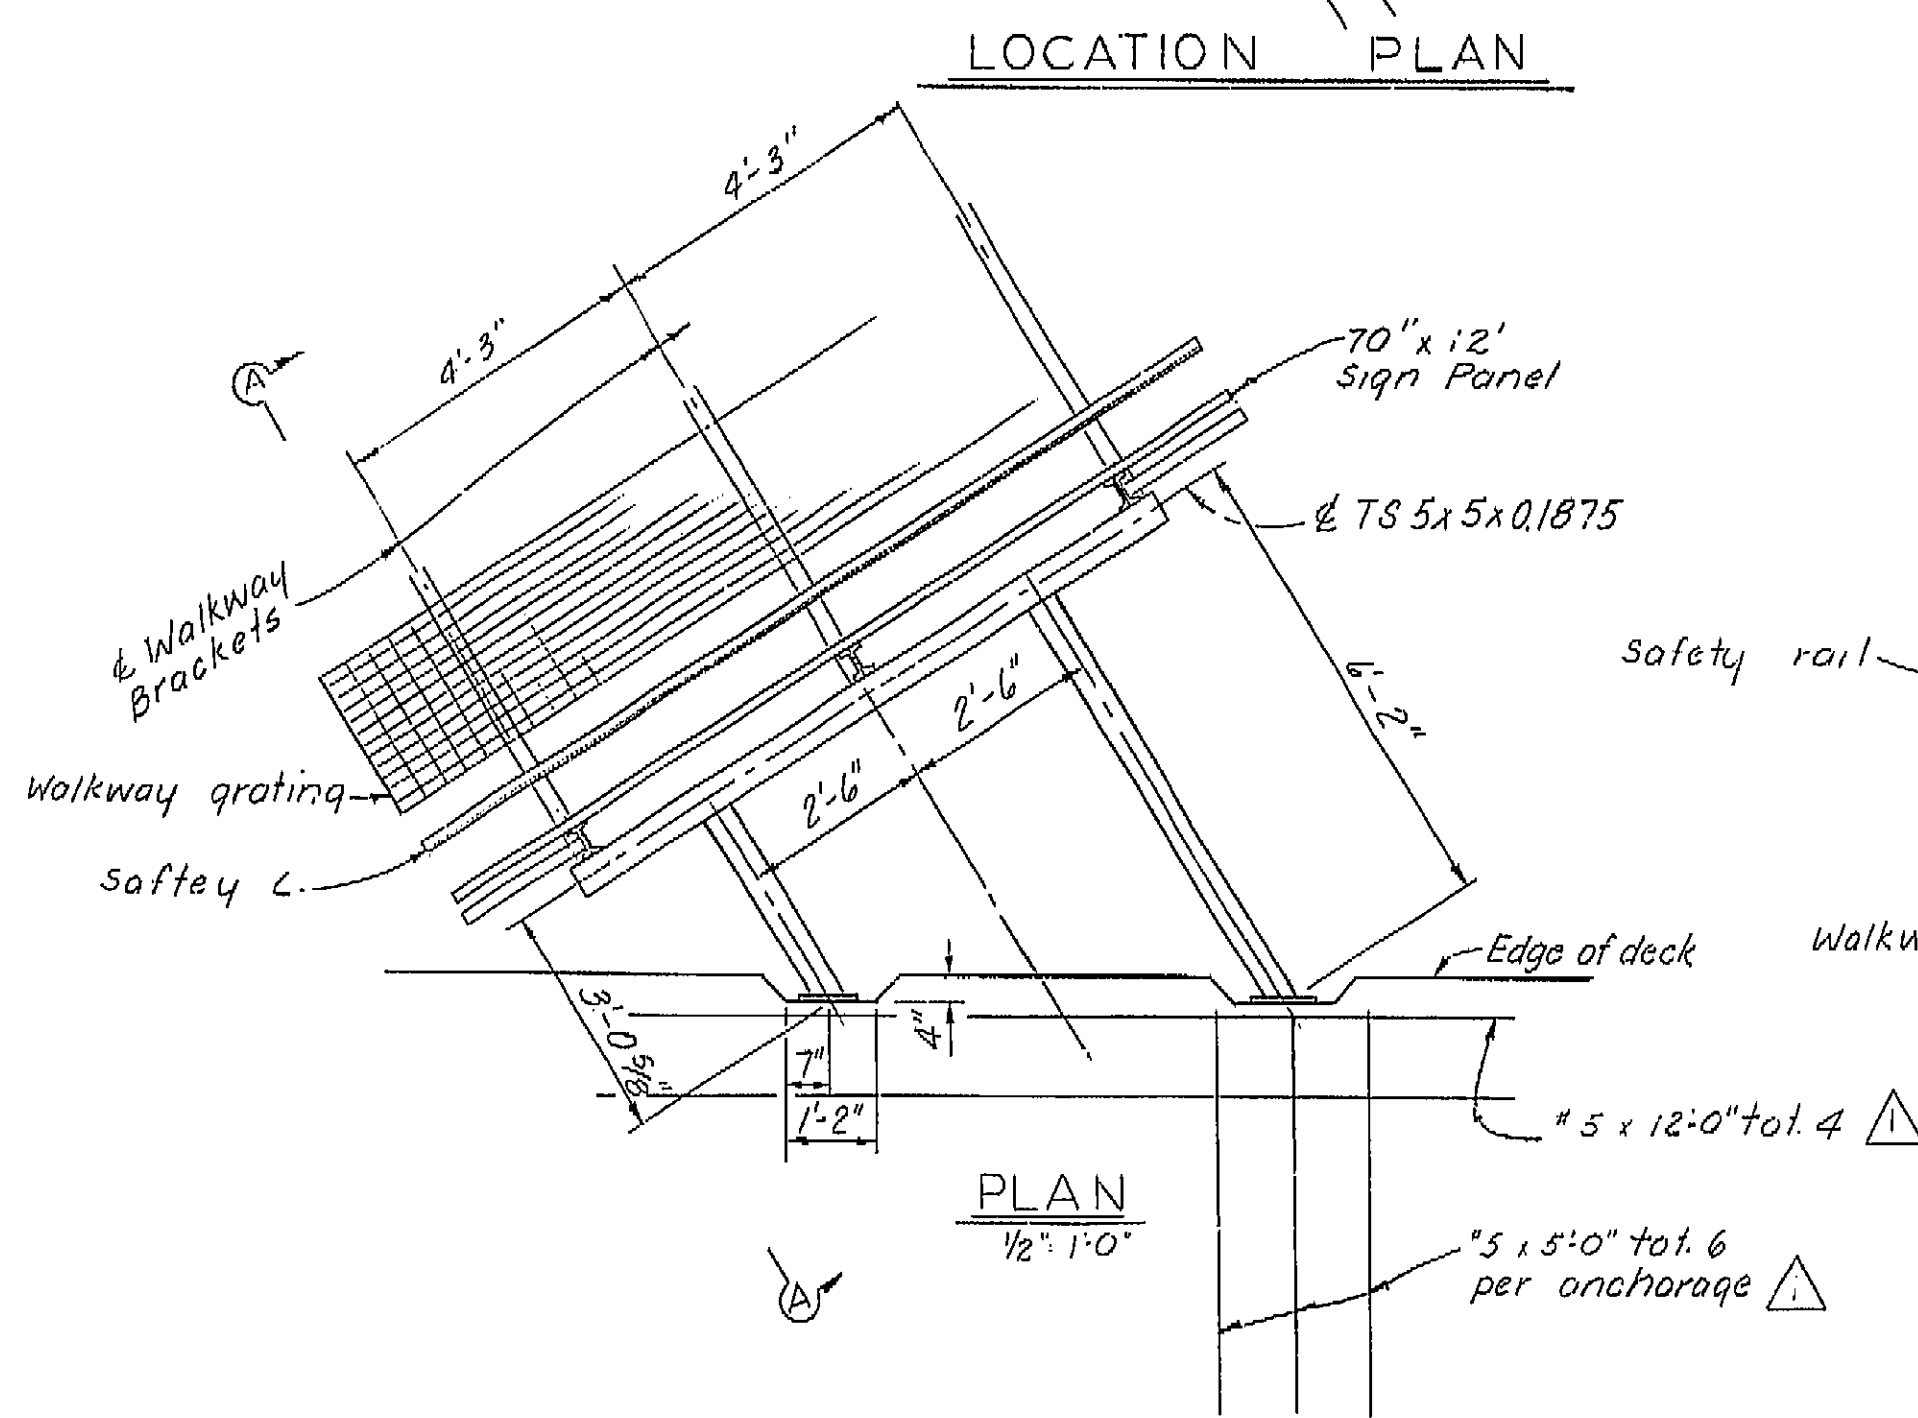 LOCATION PLAN
4'-3"
4'-3"
A
70" x 12'
Sign Panel
℄ TS 5x5x0.1875
℄ Walkway
Brackets
Safety rail
6'-2"
2'-6"
2'-6"
Walkway grating
Saftey L.
Edge of deck
Walkw
3'-0 5/8"
4"
7"
1'-2"
#5 x 12'-0" tot. 4
1
PLAN
1/2": 1'-0"
"5 x 5'-0" tot. 6
per anchorage
1
A